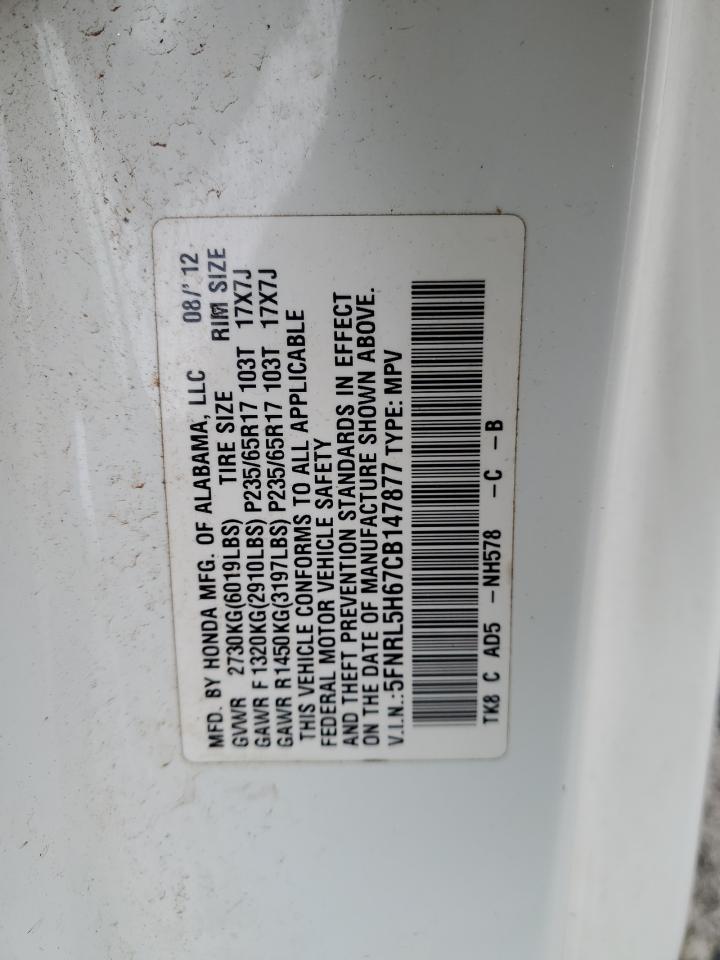 MFD. BY HONDA MFG. OF ALABAMA, LLC 08/'12
GVWR 2730KG(6019LBS) TIRE SIZE RIM SIZE
GAWR F 1320KG(2910LBS) P235/65R17 103T 17X7J
GAWR R 1450KG(3197LBS) P235/65R17 103T 17X7J
THIS VEHICLE CONFORMS TO ALL APPLICABLE
FEDERAL MOTOR VEHICLE SAFETY
AND THEFT PREVENTION STANDARDS IN EFFECT
ON THE DATE OF MANUFACTURE SHOWN ABOVE.
V.I.N.:5FNRL5H67CB147877 TYPE: MPV
TK8 C AD5 -NH578 -C -B